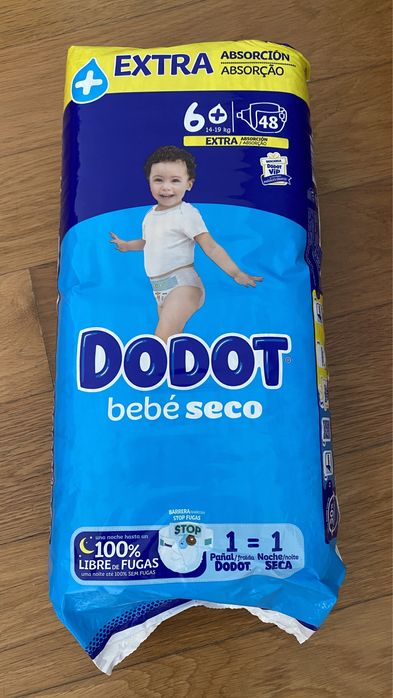 EXTRA ABSORCIÓN
ABSORÇÃO
6+
14-19 kg
48
EXTRA ABSORCIÓN
/ABSORÇÃO
DODOT
VIP
DODOT
bebé seco
BARRERA
STOP FUGAS
STOP
una noche hasta un
100%
LIBRE DE FUGAS
uma noite até 100% SEM FUGAS
1 = 1
Pañal/fralda Noche/noite
DODOT SECA